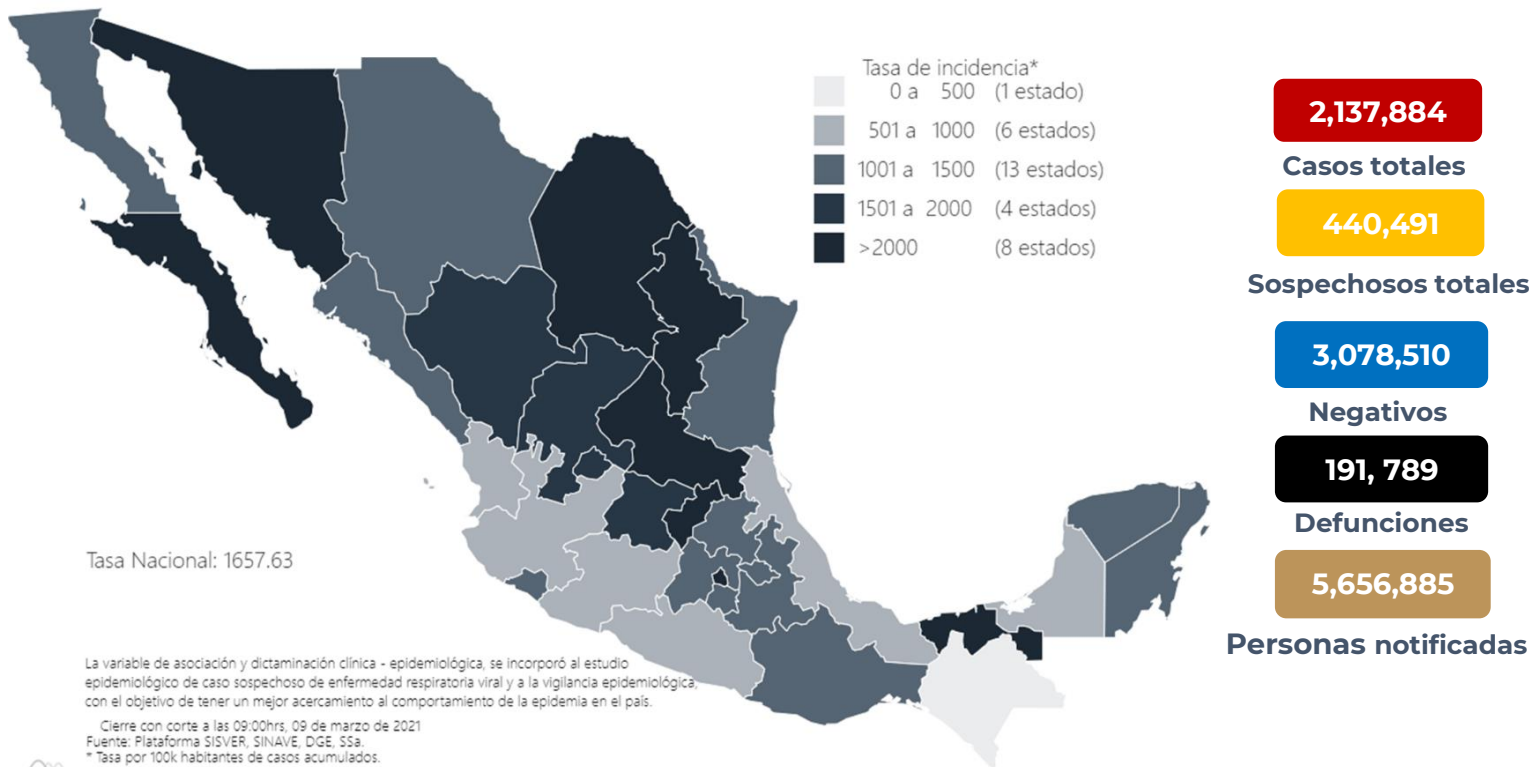 Tasa de incidencia*
0 a 500 (1 estado)
501 a 1000 (6 estados)
1001 a 1500 (13 estados)
1501 a 2000 (4 estados)
>2000 (8 estados)
2,137,884
Casos totales
440,491
Sospechosos totales
3,078,510
Negativos
191, 789
Defunciones
5,656,885
Personas notificadas
Tasa Nacional: 1657.63
La variable de asociación y dictaminación clínica - epidemiológica, se incorporó al estudio
epidemiológico de caso sospechoso de enfermedad respiratoria viral y a la vigilancia epidemiológica,
con el objetivo de tener un mejor acercamiento al comportamiento de la epidemia en el país.
Cierre con corte a las 09:00hrs, 09 de marzo de 2021
Fuente: Plataforma SISVER, SINAVE, DGE, SSa.
* Tasa por 100k habitantes de casos acumulados.